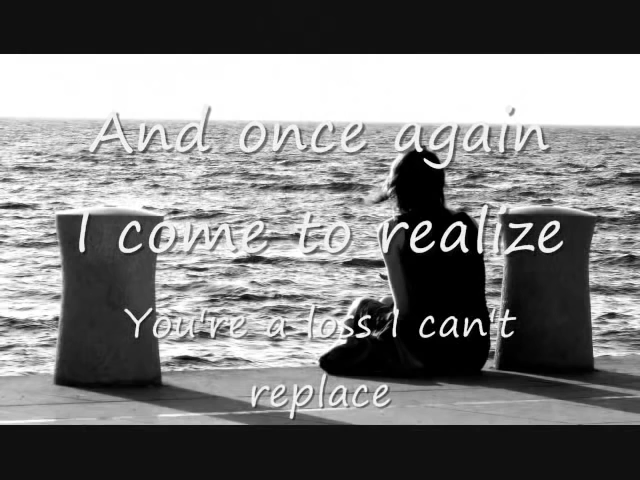 And once again
I come to realize
You're a loss I can't
replace